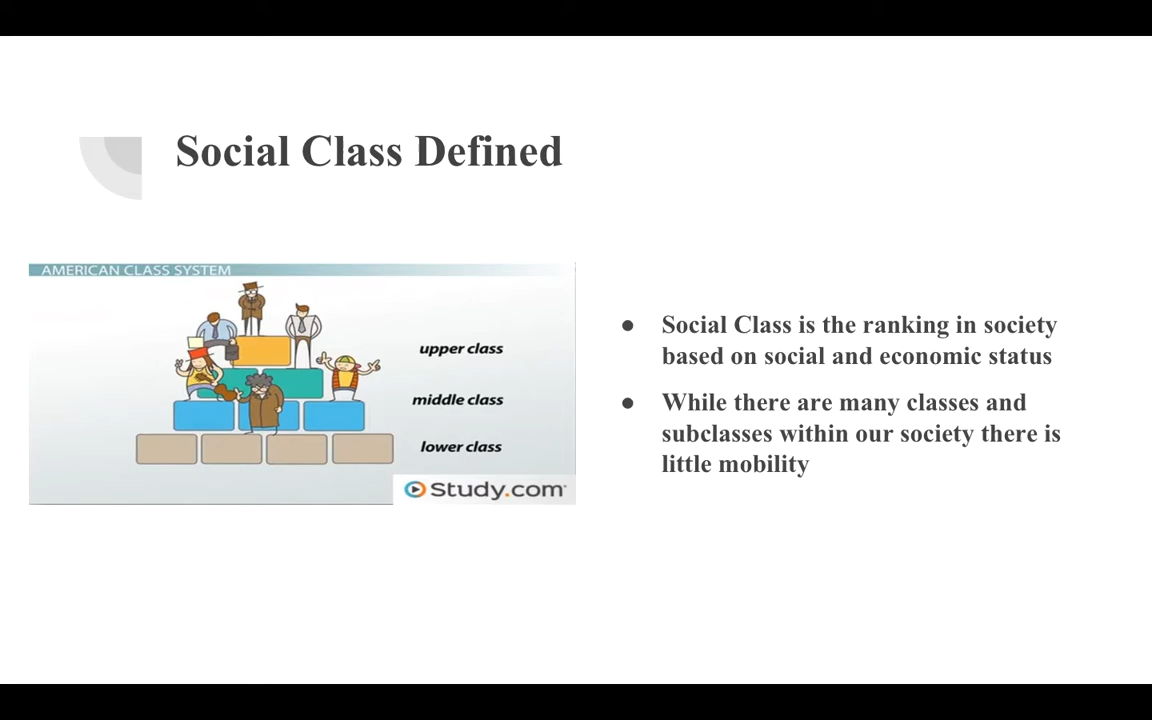 Social Class Defined
AMERICAN CLASS SYSTEM
upper class
middle class
lower class
Study.com
● Social Class is the ranking in society
based on social and economic status
● While there are many classes and
subclasses within our society there is
little mobility